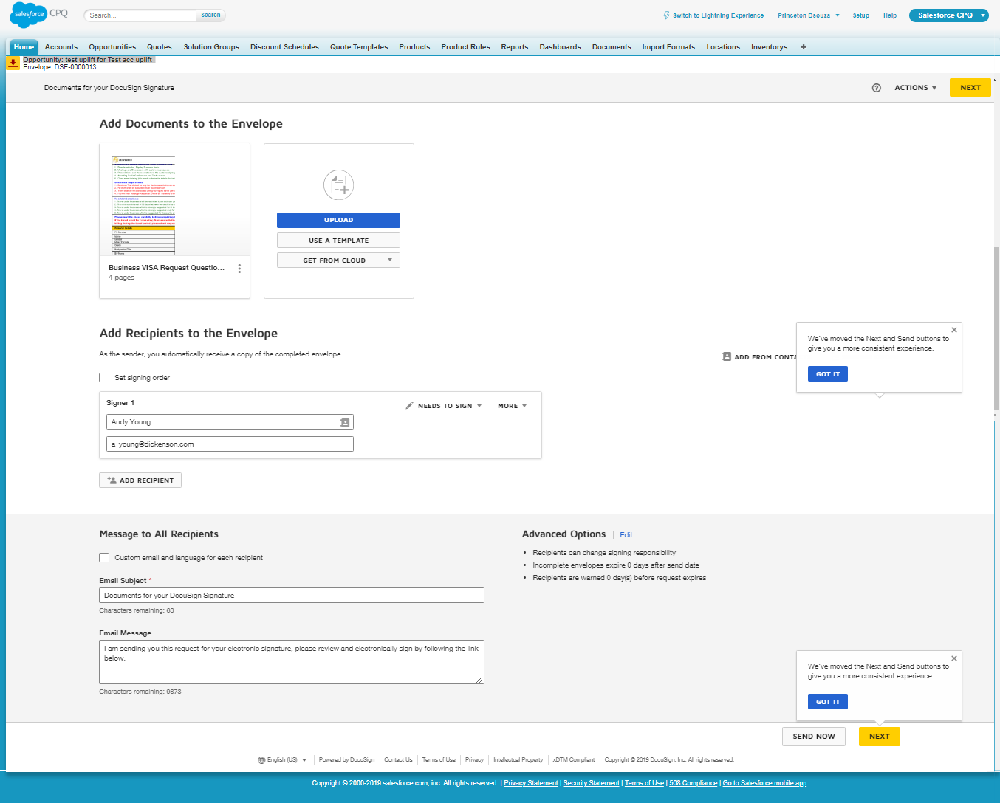 salesforce CPQ
Search...
Search
Switch to Lightning Experience
Princeton Dsouza
Setup
Help
Salesforce CPQ
Home Accounts Opportunities Quotes Solution Groups Discount Schedules Quote Templates Products Product Rules Reports Dashboards Documents Import Formats Locations Inventorys +
Opportunity: test uplift for Test acc uplift
Envelope: DSE-0000013
Documents for your DocuSign Signature
ACTIONS
NEXT
Add Documents to the Envelope
Business VISA Request Questio...
4 pages
UPLOAD
USE A TEMPLATE
GET FROM CLOUD
Add Recipients to the Envelope
As the sender, you automatically receive a copy of the completed envelope.
ADD FROM CONTA
We've moved the Next and Send buttons to
give you a more consistent experience.
GOT IT
Set signing order
Signer 1
NEEDS TO SIGN
MORE
Andy Young
a_young@dickenson.com
ADD RECIPIENT
Message to All Recipients
Custom email and language for each recipient
Email Subject *
Documents for your DocuSign Signature
Characters remaining: 63
Email Message
I am sending you this request for your electronic signature, please review and electronically sign by following the link
below.
Characters remaining: 9873
Advanced Options | Edit
• Recipients can change signing responsibility
• Incomplete envelopes expire 0 days after send date
• Recipients are warned 0 day(s) before request expires
We've moved the Next and Send buttons to
give you a more consistent experience.
GOT IT
SEND NOW
NEXT
English (US) Powered by DocuSign Contact Us Terms of Use Privacy Intellectual Property xDTM Compliant Copyright © 2019 DocuSign, Inc. All rights reserved.
Copyright © 2000-2019 salesforce.com, inc. All rights reserved. | Privacy Statement | Security Statement | Terms of Use | 508 Compliance | Go to Salesforce mobile app